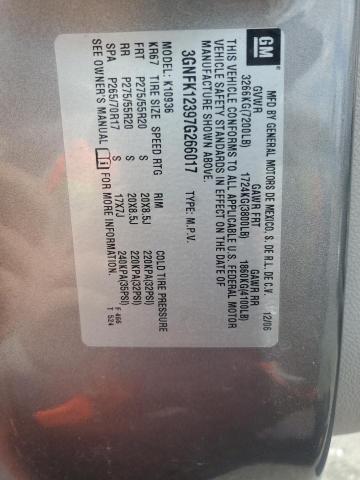 GM
MFD BY GENERAL MOTORS DE MEXICO, S. DE R.L. DE C.V. 12/06
GVWR GAWR FRT GAWR RR
3266KG(7200LB) 1724KG(3800LB) 1860KG(4100LB)
THIS VEHICLE CONFORMS TO ALL APPLICABLE U.S. FEDERAL MOTOR
VEHICLE SAFETY STANDARDS IN EFFECT ON THE DATE OF
MANUFACTURE SHOWN ABOVE.
3GNFK12397G266017 TYPE: M.P.V.
MODEL: K10936
KR67 TIRE SIZE SPEED RTG RIM COLD TIRE PRESSURE
FRT P275/55R20 S 20X8.5J 220KPA(32PSI)
RR P275/55R20 S 20X8.5J 220KPA(32PSI)
SPA P265/70R17 S 17X7J 240KPA(35PSI)
SEE OWNER'S MANUAL FOR MORE INFORMATION. F 466
T 524